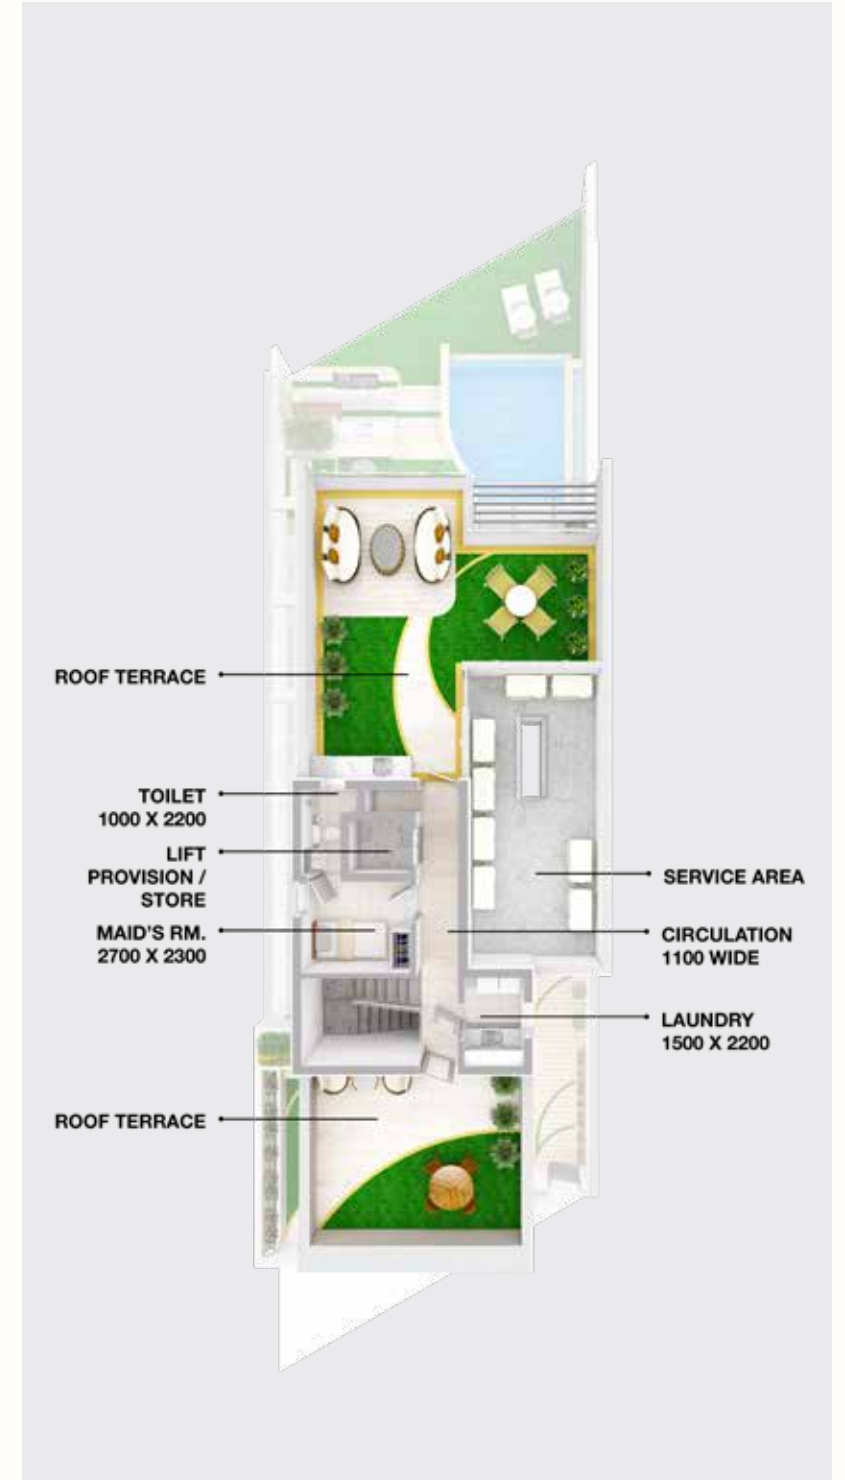 ROOF TERRACE
TOILET
1000 X 2200
LIFT
PROVISION /
STORE
MAID'S RM.
2700 X 2300
SERVICE AREA
CIRCULATION
1100 WIDE
LAUNDRY
1500 X 2200
ROOF TERRACE